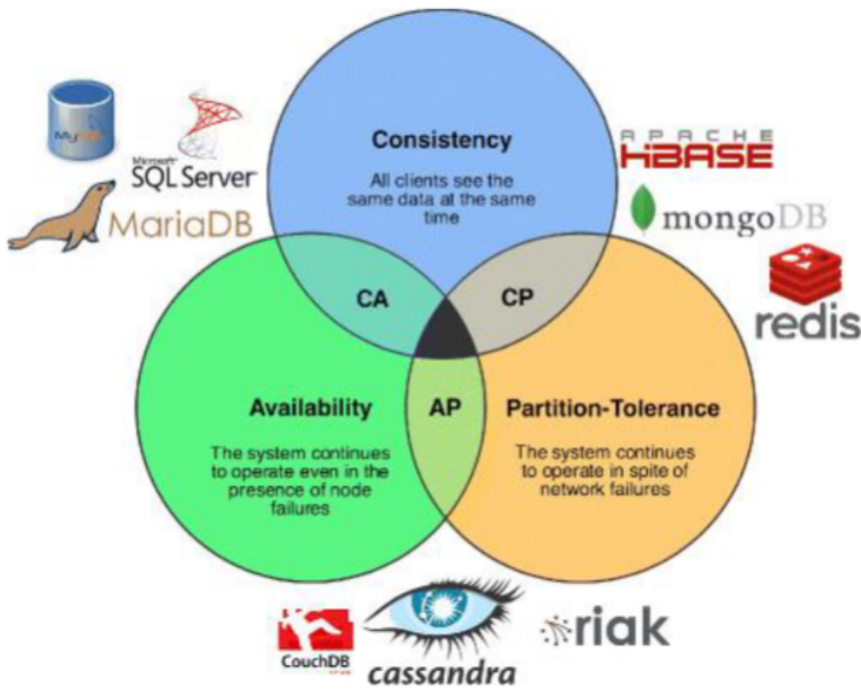 Consistency
All clients see the
same data at the same
time
MySQL
Microsoft
SQL Server
MariaDB
APACHE
HBASE
mongoDB
redis
CA
CP
AP
Availability
The system continues
to operate even in the
presence of node
failures
Partition-Tolerance
The system continues
to operate in spite of
network failures
CouchDB
cassandra
riak